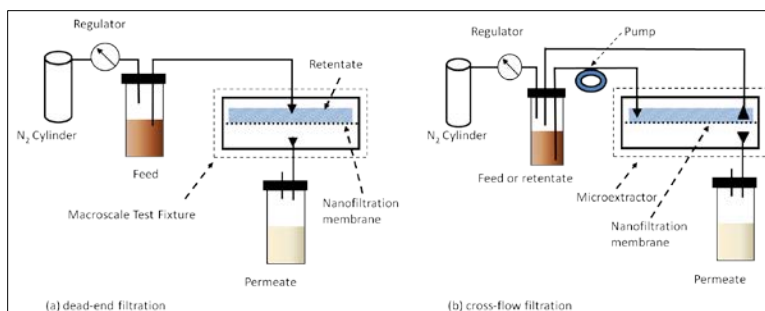 Regulator
Retentate
N₂ Cylinder
Feed
Macroscale Test Fixture
Nanofiltration
membrane
Permeate
(a) dead-end filtration
Pump
Regulator
N₂ Cylinder
Feed or retentate
Microextractor
Nanofiltration
membrane
Permeate
(b) cross-flow filtration